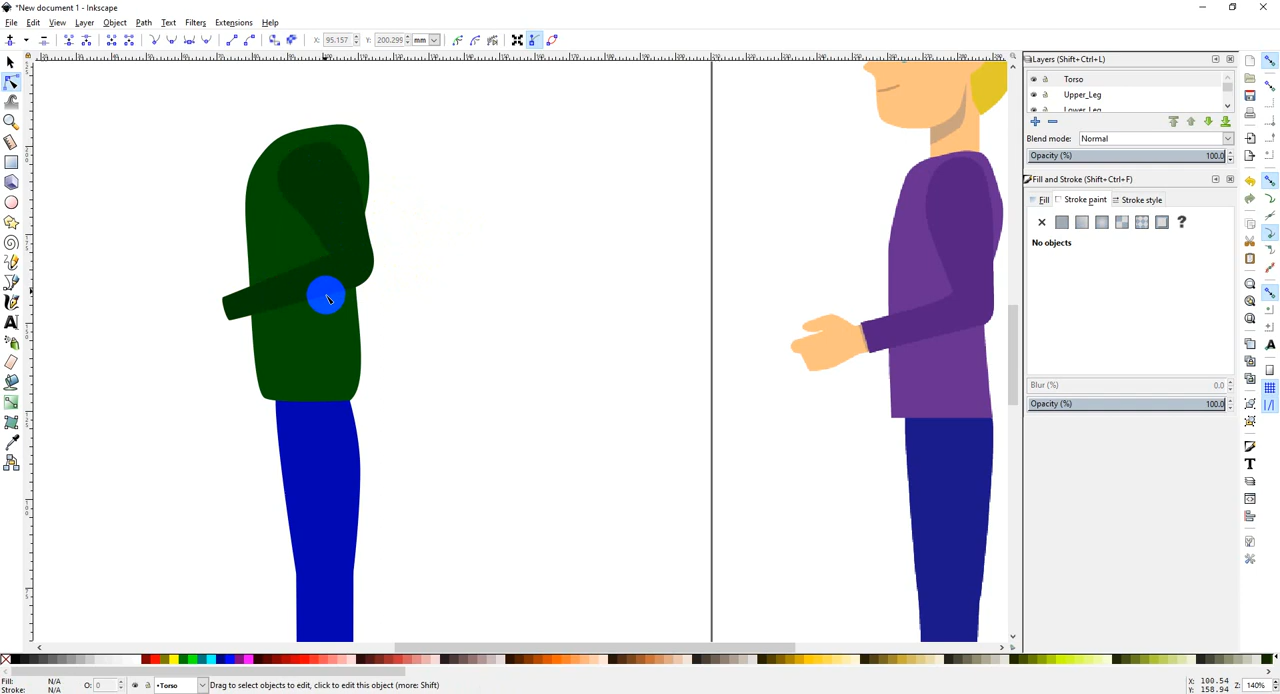 *New document 1 - Inkscape
File Edit View Layer Object Path Text Filters Extensions Help
X: 95.157 Y: 200.299 mm
Layers (Shift+Ctrl+L)
Torso
Upper_Leg
Lower_Leg
Blend mode: Normal
Opacity (%) 100.0
Fill and Stroke (Shift+Ctrl+F)
Fill Stroke paint Stroke style
?
No objects
Blur (%) 0.0
Opacity (%) 100.0
Fill: N/A
Stroke: N/A
O: 0
•Torso
Drag to select objects to edit, click to edit this object (more: Shift)
X: 100.54
Y: 158.94
Z: 140%